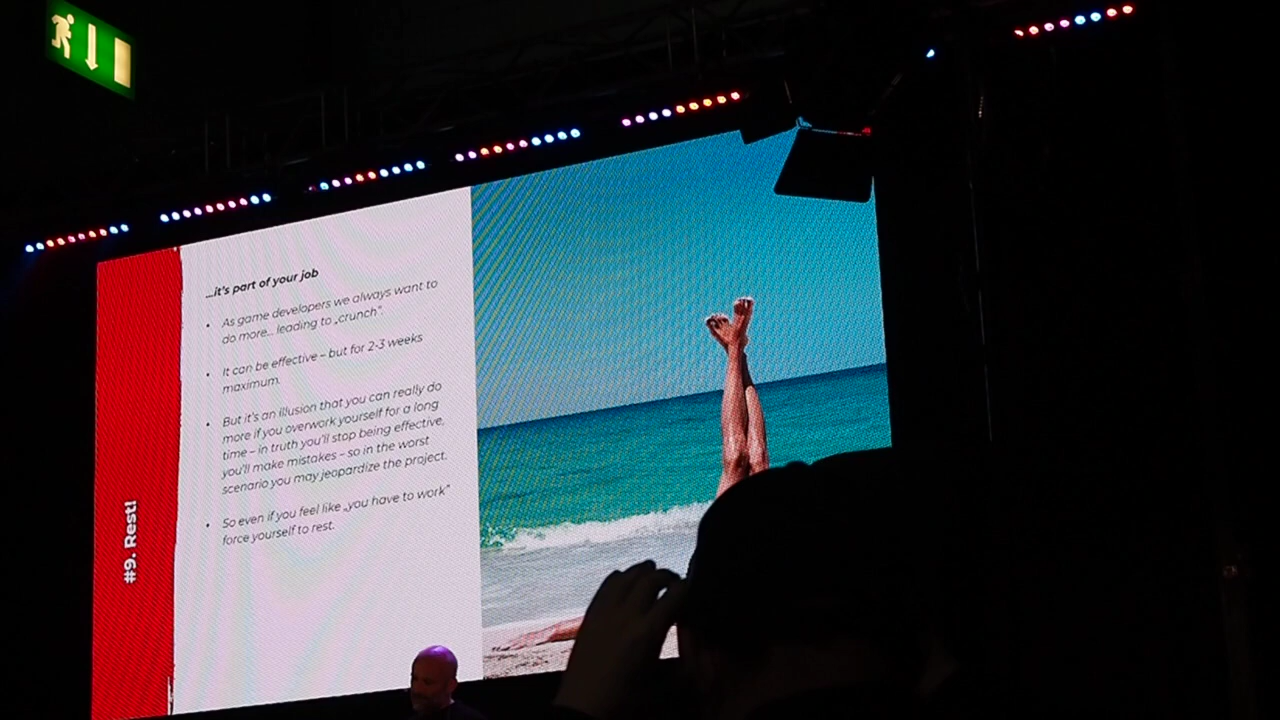 ...it's part of your job
• As game developers we always want to
do more... leading to „crunch”.
• It can be effective – but for 2-3 weeks
maximum.
• But it's an illusion that you can really do
more if you overwork yourself for a long
time – in truth you'll stop being effective,
you'll make mistakes – so in the worst
scenario you may jeopardize the project.
• So even if you feel like „you have to work”
force yourself to rest.
#9. Rest!